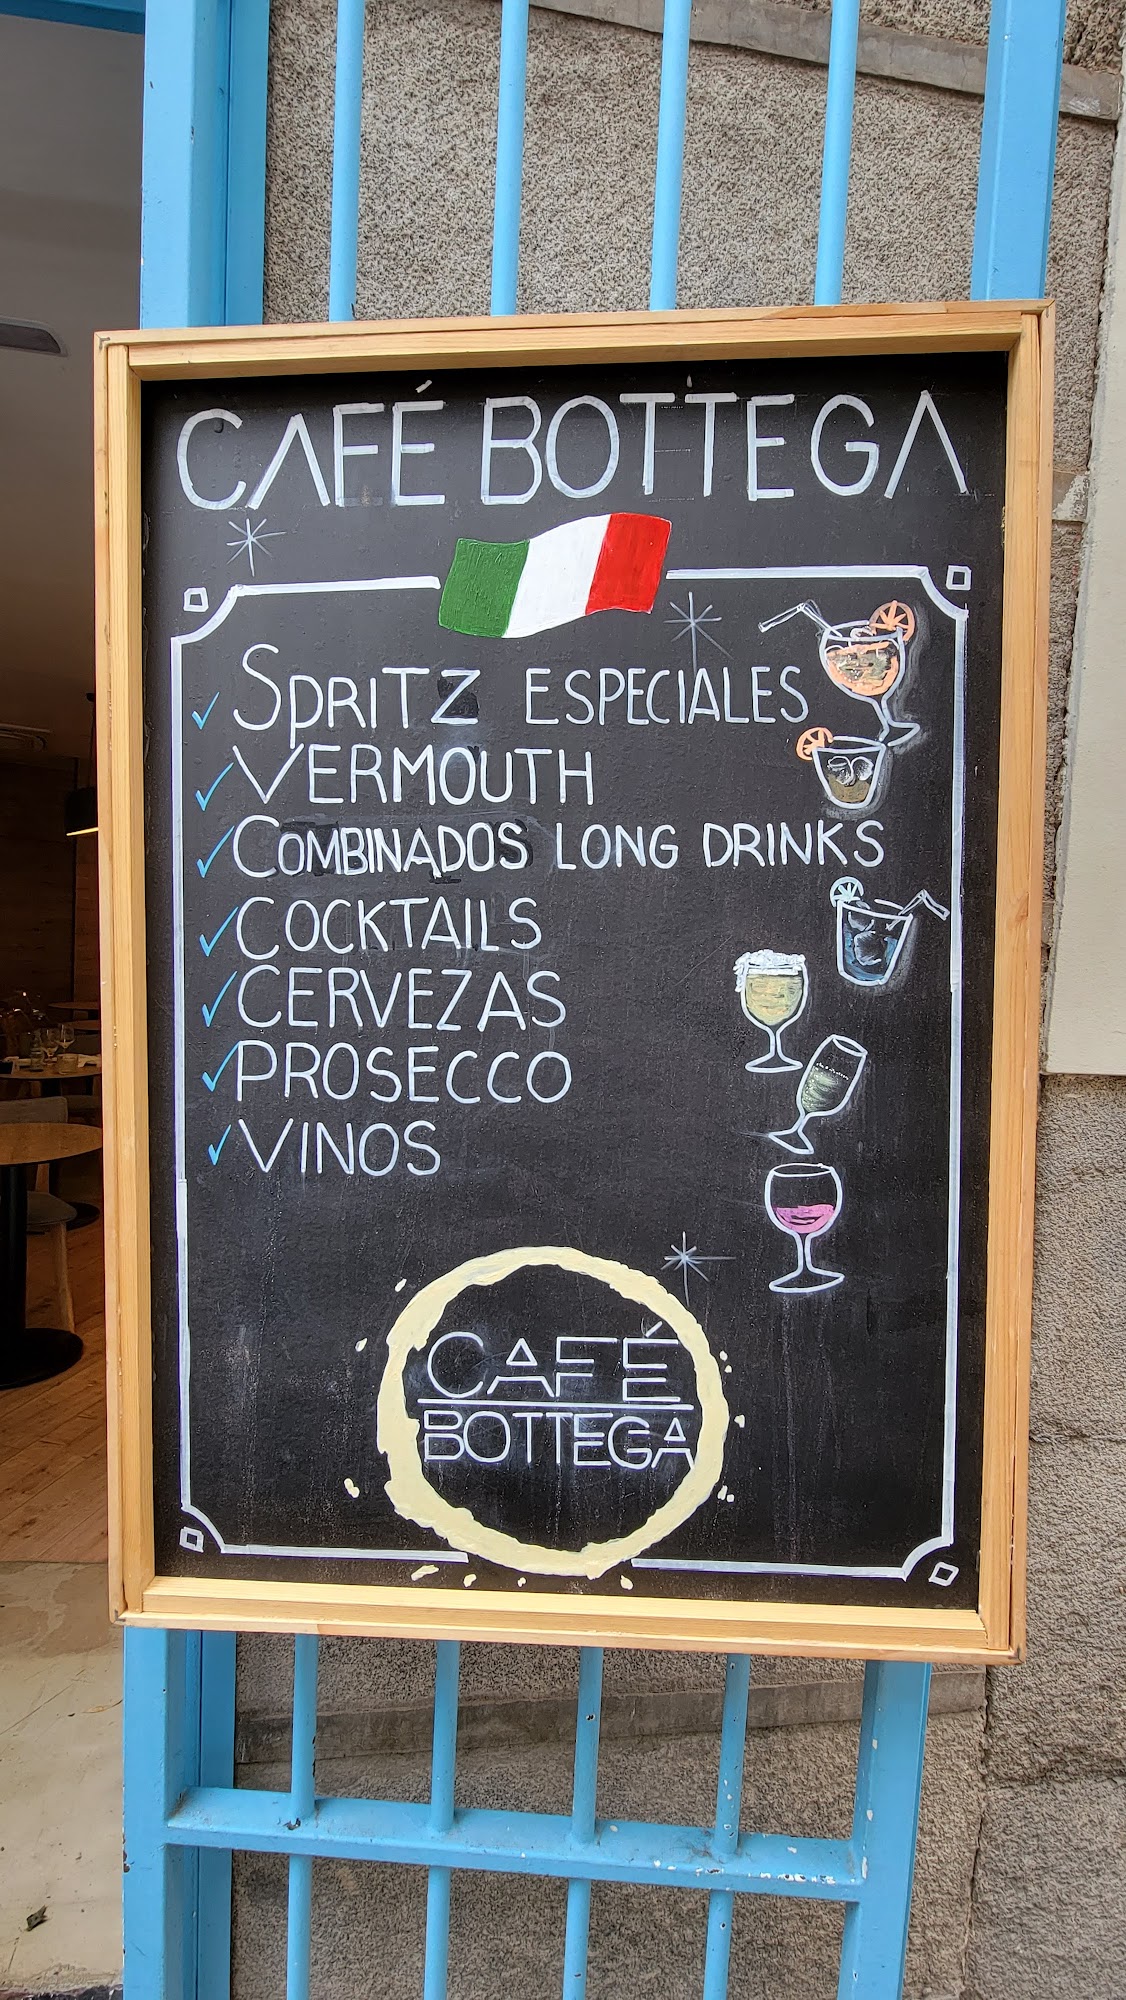 CAFÉ BOTTEGA
SPRITZ ESPECIALES
VERMOUTH
COMBINADOS LONG DRINKS
COCKTAILS
CERVEZAS
PROSECCO
VINOS
CAFÉ
BOTTEGA